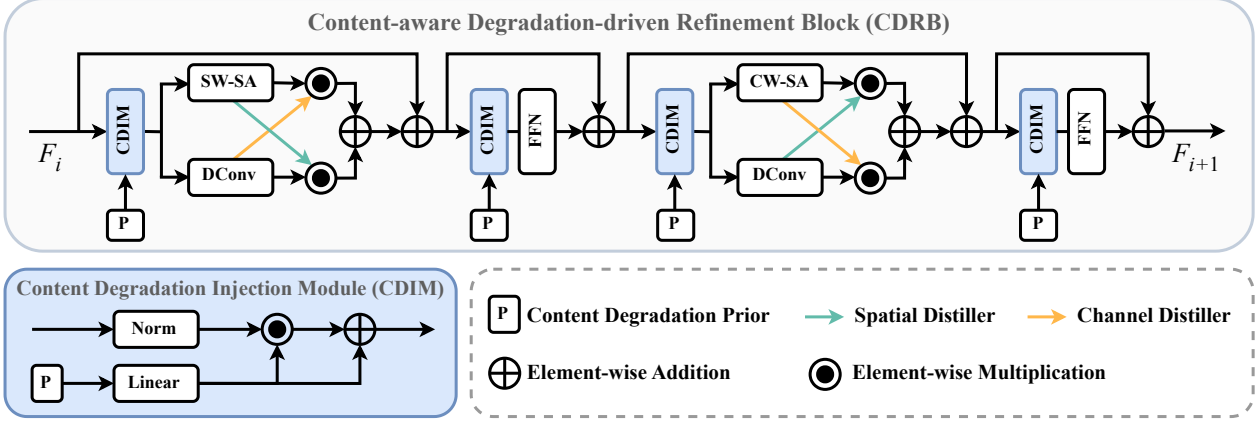 Content-aware Degradation-driven Refinement Block (CDRB)
SW-SA
CW-SA
CDIM
CDIM
FFN
CDIM
CDIM
FFN
F_i
DConv
DConv
F_{i+1}
P
P
P
P
Content Degradation Injection Module (CDIM)
Norm
P
Linear
P Content Degradation Prior
Spatial Distiller
Channel Distiller
Element-wise Addition
Element-wise Multiplication